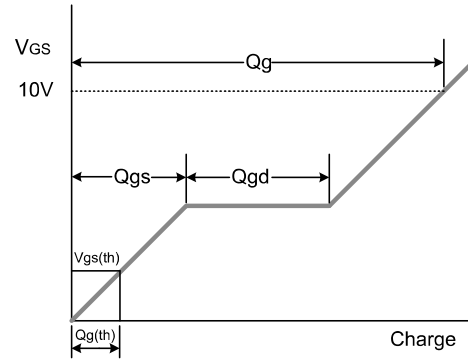 VGS
Qg
10V
Qgs
Qgd
Vgs(th)
Qg(th)
Charge